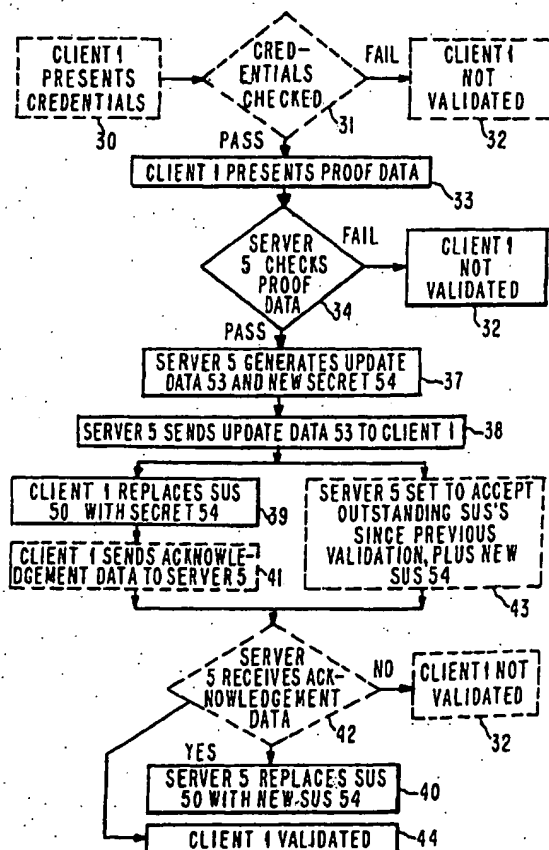 CLIENT 1
PRESENTS
CREDENTIALS
30
CRED-
ENTIALS
CHECKED
31
FAIL
CLIENT 1
NOT
VALIDATED
32
PASS
CLIENT 1 PRESENTS PROOF DATA
33
SERVER
5 CHECKS
PROOF
DATA
34
FAIL
CLIENT 1
NOT
VALIDATED
32
PASS
SERVER 5 GENERATES UPDATE
DATA 53 AND NEW SECRET 54
37
SERVER 5 SENDS UPDATE DATA 53 TO CLIENT 1
38
CLIENT 1 REPLACES SUS
50 WITH SECRET 54
39
CLIENT 1 SENDS ACKNOWLE-
DGEMENT DATA TO SERVER 5
41
SERVER 5 SET TO ACCEPT
OUTSTANDING SUS'S
SINCE PREVIOUS
VALIDATION, PLUS NEW
SUS 54
43
SERVER
5 RECEIVES ACK-
NOWLEDGEMENT
DATA
42
NO
CLIENT 1 NOT
VALIDATED
32
YES
SERVER 5 REPLACES SUS
50 WITH NEW SUS 54
40
CLIENT 1 VALIDATED
44